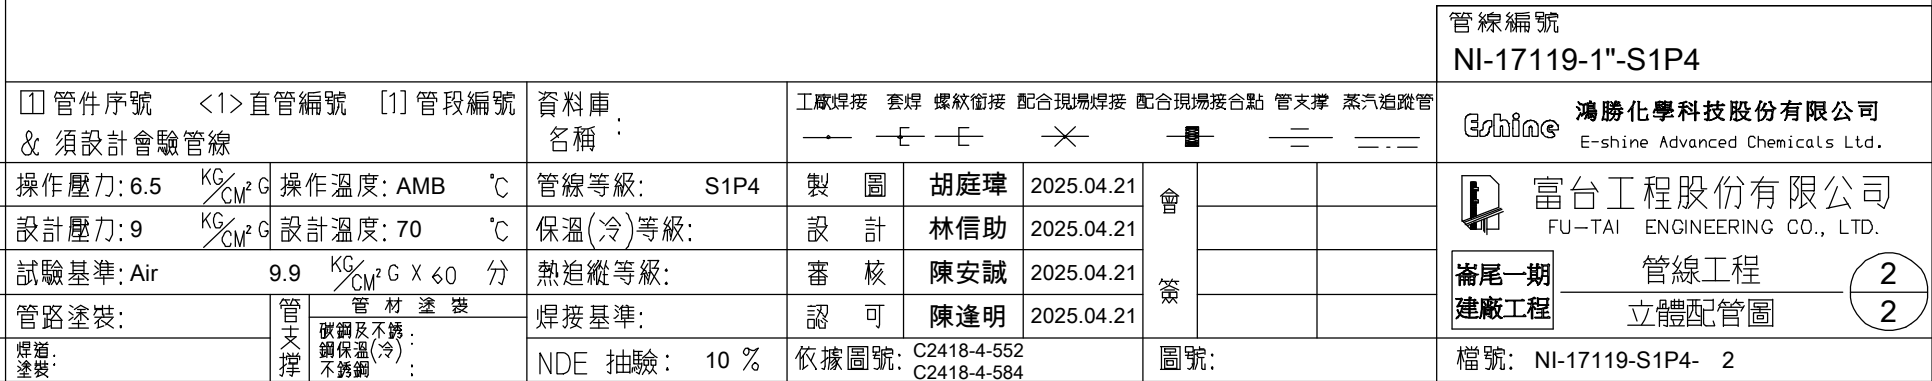 管線編號
NI-17119-1"-S1P4
1 管件序號 <1>直管編號 [1]管段編號
& 須設計會驗管線
資料庫
名稱 :
工廠焊接 套焊 螺紋銜接 配合現場焊接 配合現場接合點 管支撐 蒸汽追蹤管
Eshine 鴻勝化學科技股份有限公司
E-shine Advanced Chemicals Ltd.
操作壓力: 6.5 KG/CM² G 操作溫度: AMB °C 管線等級: S1P4 製圖 胡庭瑋 2025.04.21
設計壓力: 9 KG/CM² G 設計溫度: 70 °C 保溫(冷)等級: 設計 林信助 2025.04.21
試驗基準: Air 9.9 KG/CM² G X 60 分 熱追縱等級: 審核 陳安誠 2025.04.21
管路塗裝: 管支撐 管材塗裝 焊接基準: 認可 陳逢明 2025.04.21
會簽
富台工程股份有限公司
FU-TAI ENGINEERING CO., LTD.
崙尾一期
建廠工程
管線工程
立體配管圖
2
2
焊道:
塗裝:
碳鋼及不銹:
鋼保溫(冷):
不銹鋼 :
NDE 抽驗: 10 %
依據圖號: C2418-4-552
C2418-4-584
圖號:
檔號: NI-17119-S1P4- 2